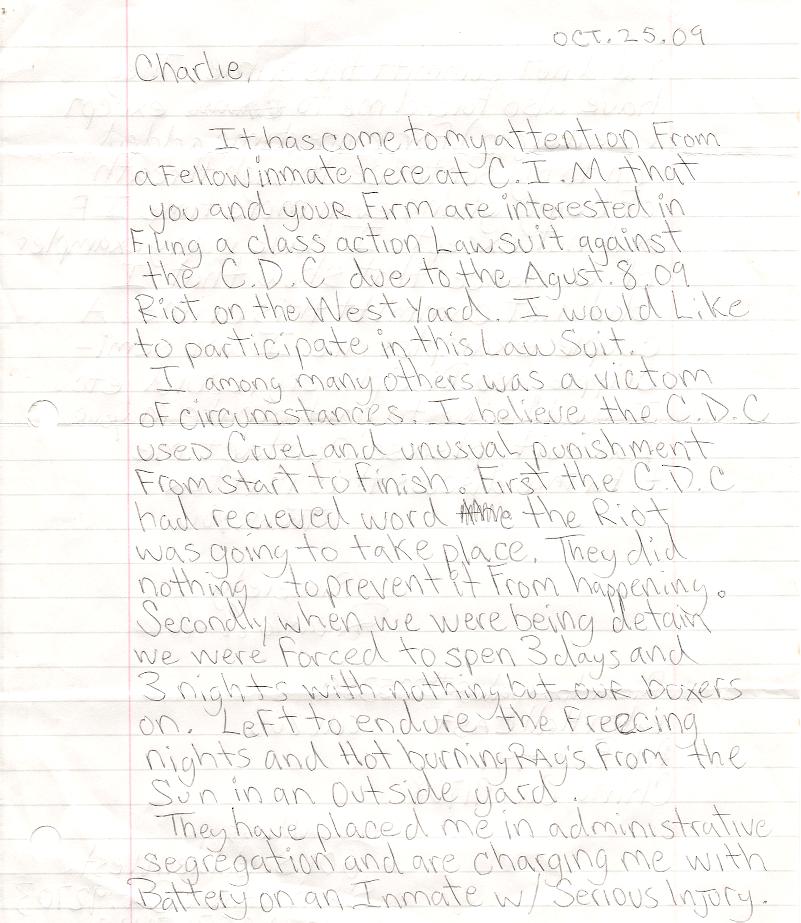 OCT.25.09
Charlie,
It has come to my attention From
a Fellow inmate here at C.I.M that
you and your Firm are interested in
Filing a class action Lawsuit against
the C.D.C due to the Agust.8.09
Riot on the West Yard. I would Like
to participate in this Law Suit.
I among many others was a victom
of circumstances. I believe the C.D.C
used Cruel and unusual punishment
From start to Finish. First the C.D.C
had recieved word the Riot
was going to take place. They did
nothing to prevent it From happening.
Secondly when we were being detain
we were Forced to spen 3 days and
3 nights with nothing but our boxers
on. Left to endure the Freecing
nights and Hot burning RAy's From the
Sun in an outside yard.
They have placed me in administrative
segregation and are charging me with
Battery on an Inmate w/ Serious Injury.